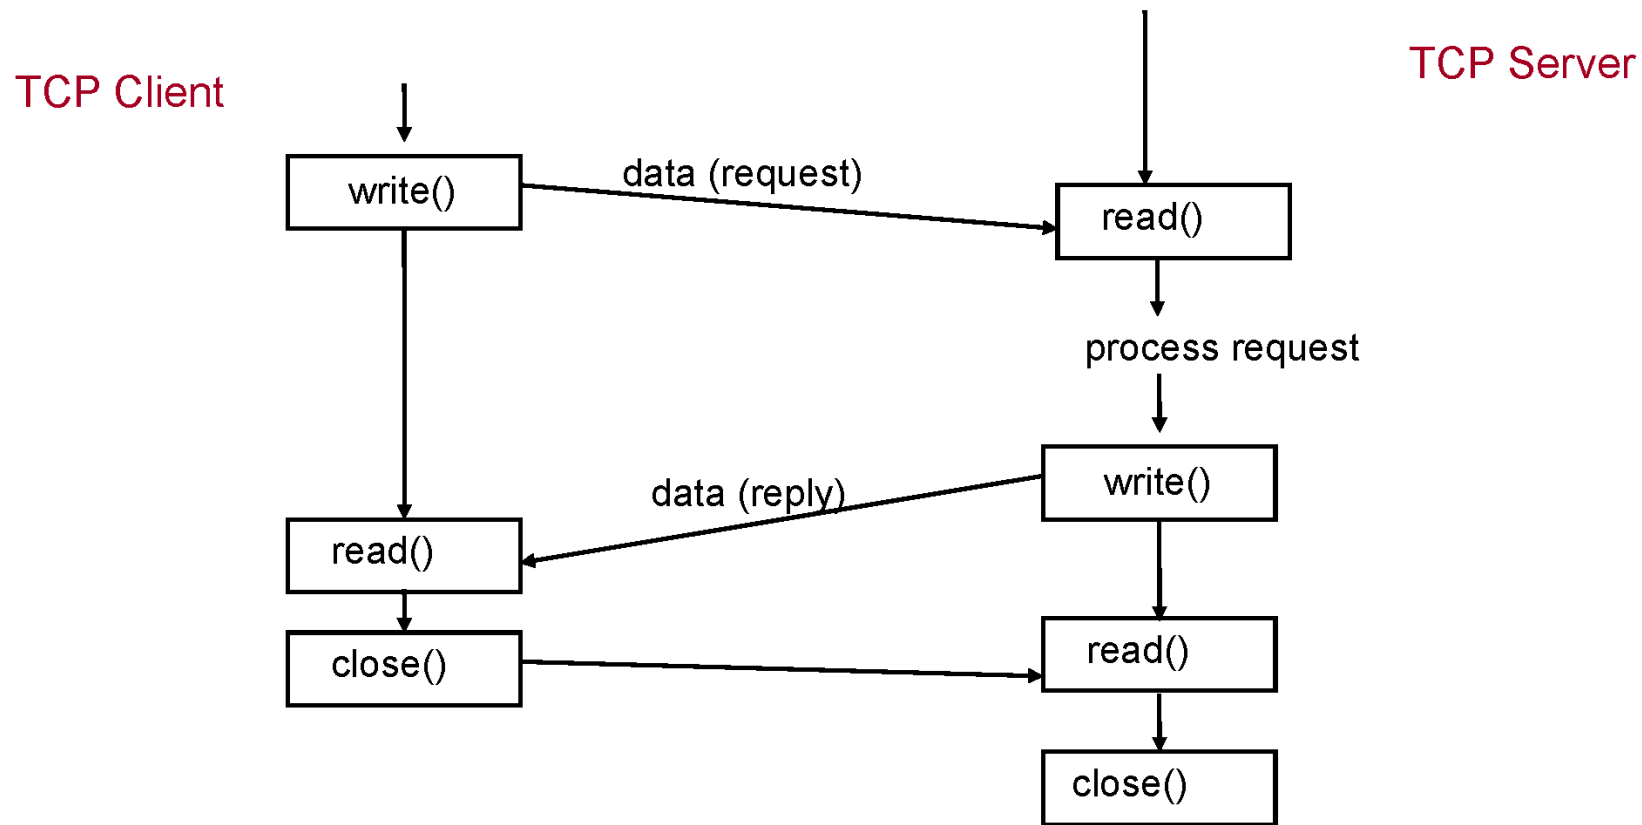 TCP Client
TCP Server
write()
data (request)
read()
process request
write()
data (reply)
read()
read()
close()
close()